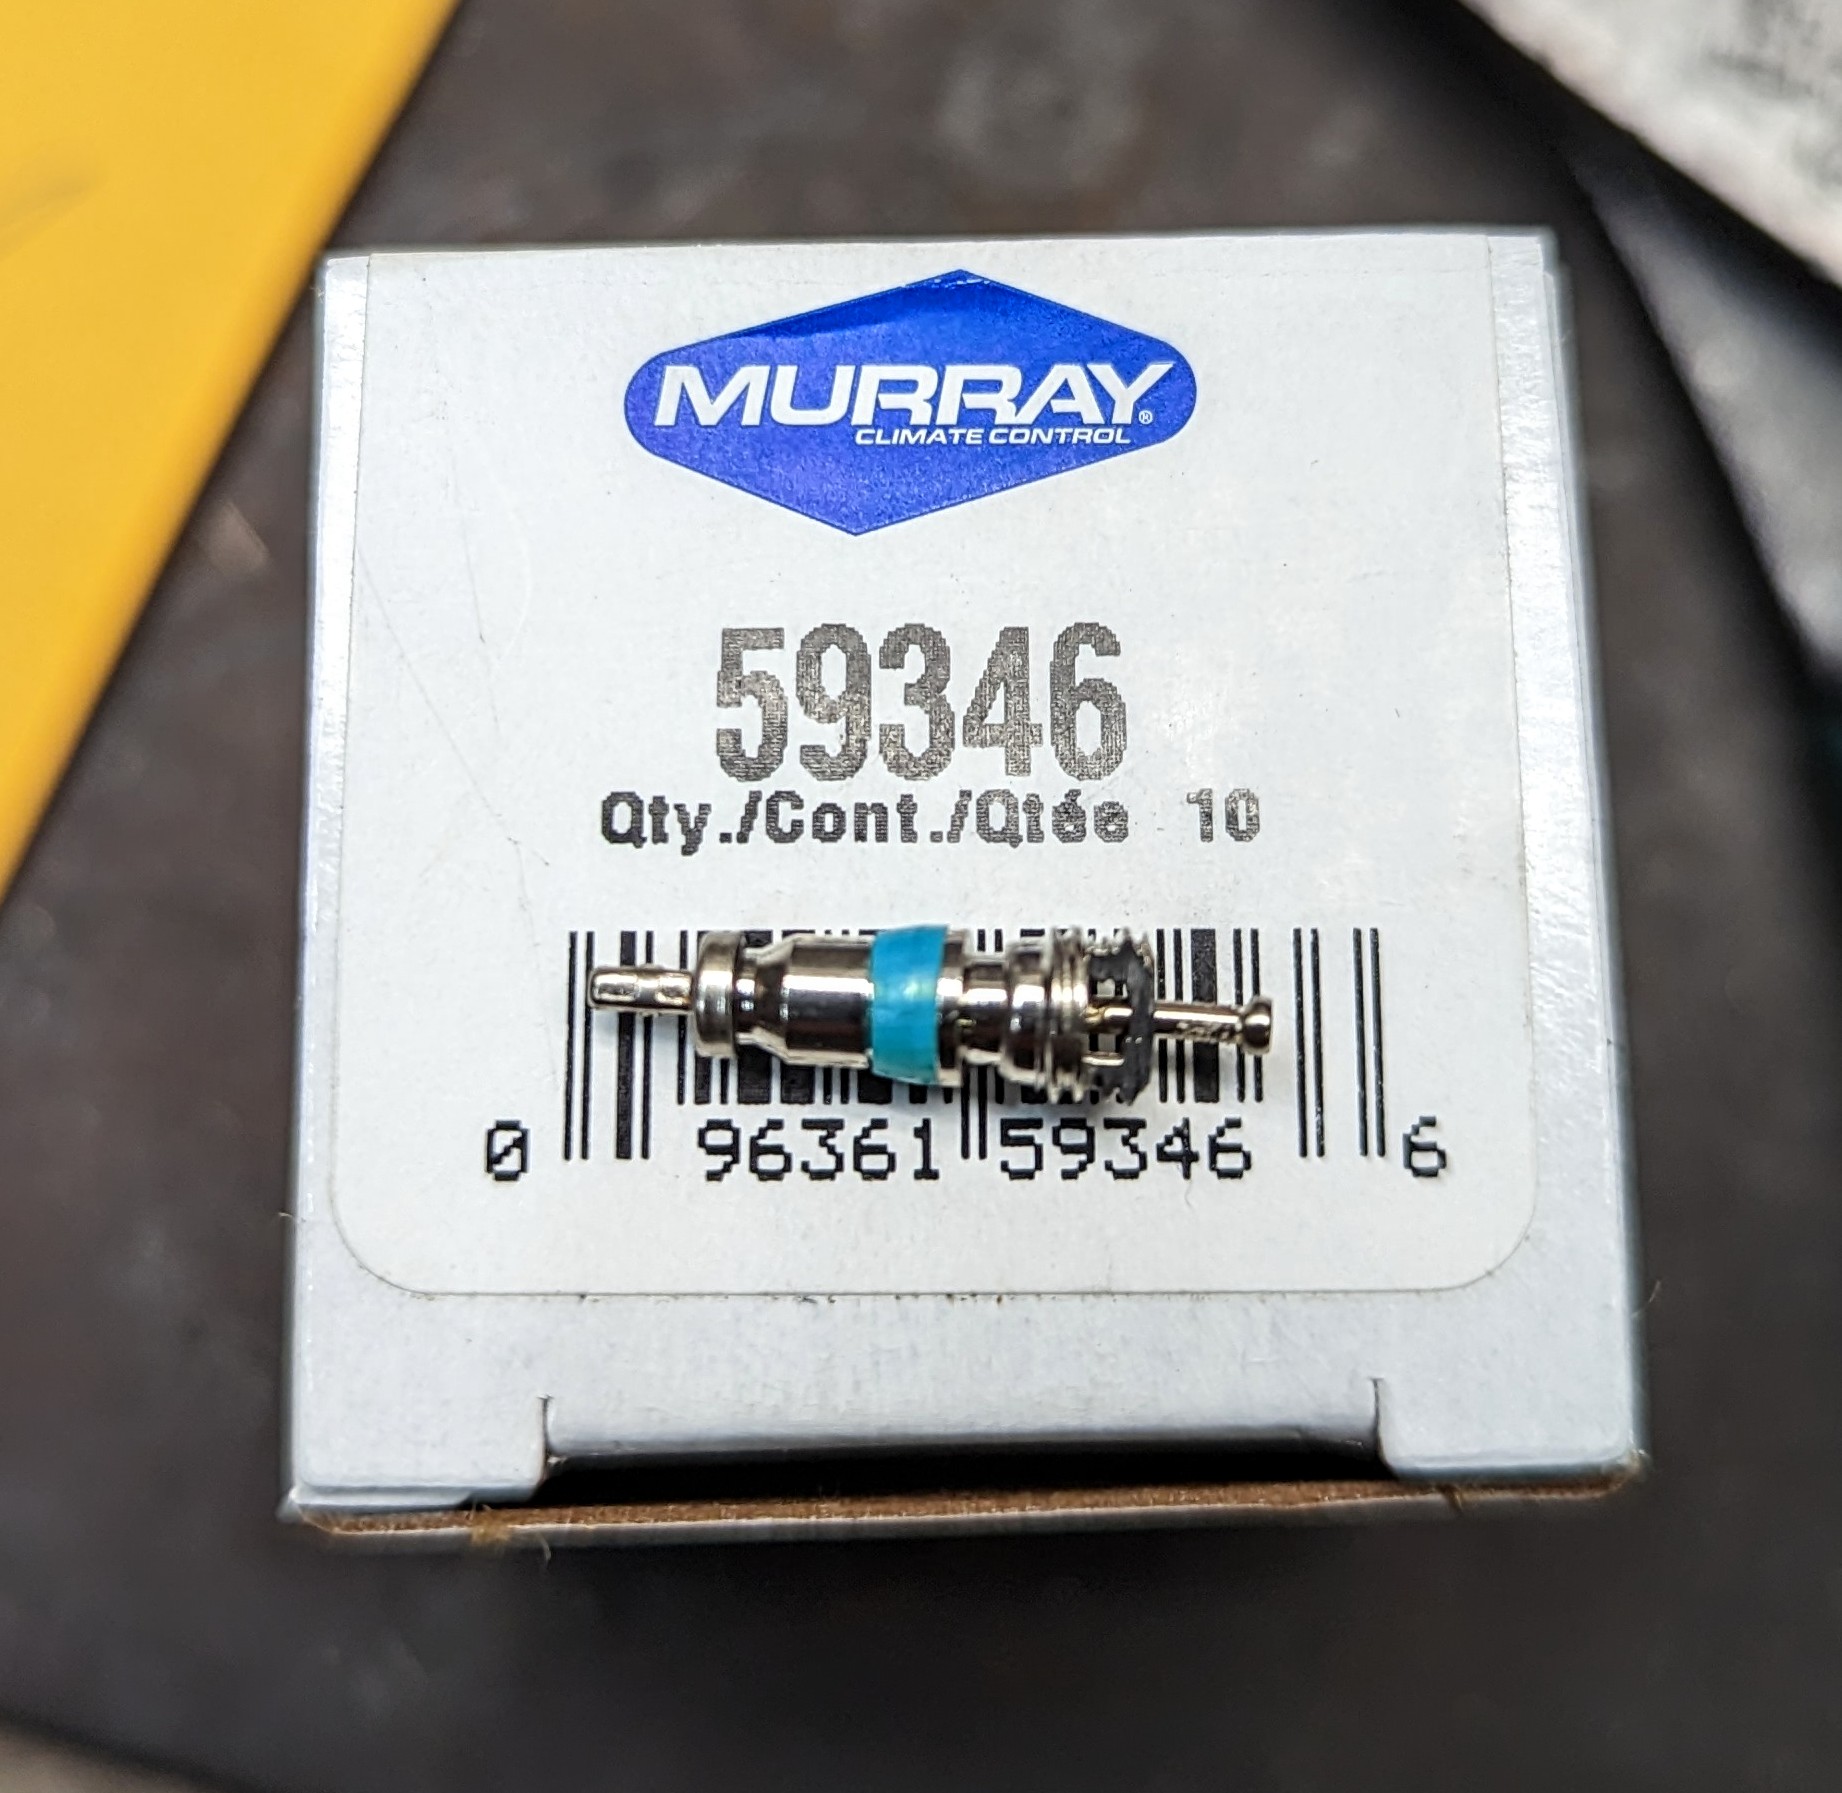 MURRAY®
CLIMATE CONTROL
59346
Qty./Cont./Qtée 10
0 96361 59346 6